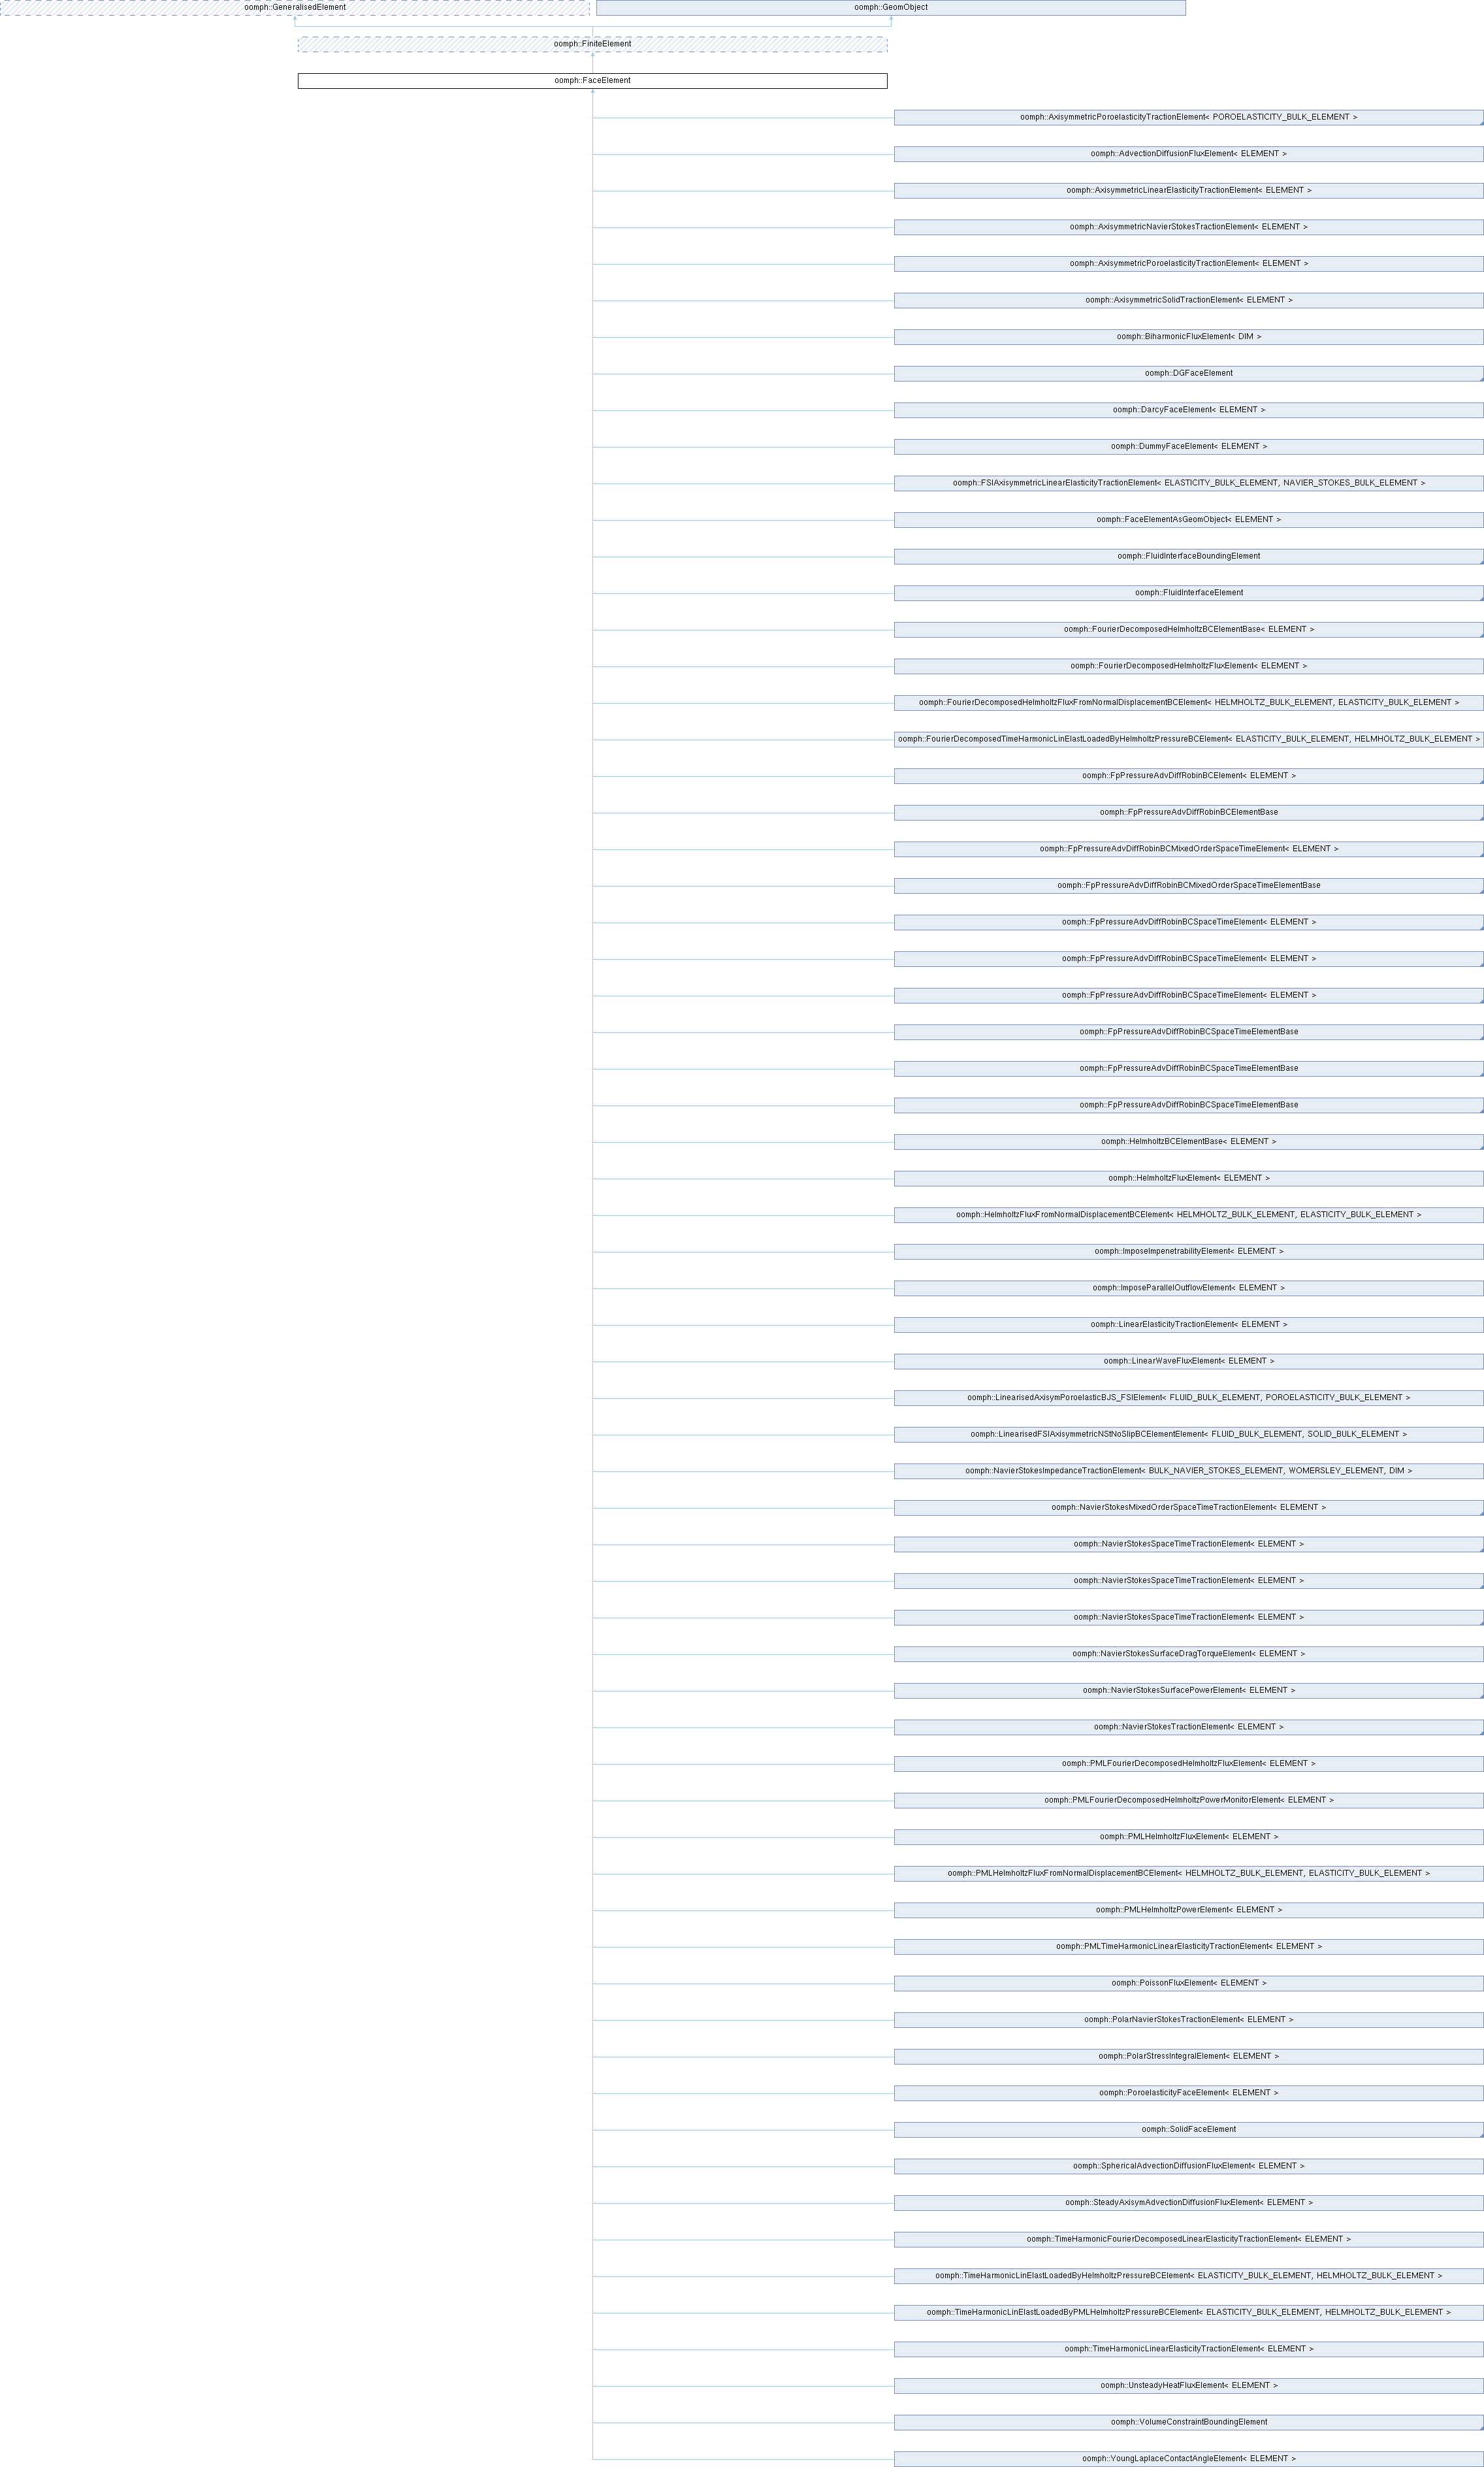 oomph::GeneralisedElement
oomph::GeomObject
oomph::FiniteElement
oomph::FaceElement
oomph::AxisymmetricPoroelasticityTractionElement< POROELASTICITY_BULK_ELEMENT >
oomph::AdvectionDiffusionFluxElement< ELEMENT >
oomph::AxisymmetricLinearElasticityTractionElement< ELEMENT >
oomph::AxisymmetricNavierStokesTractionElement< ELEMENT >
oomph::AxisymmetricPoroelasticityTractionElement< ELEMENT >
oomph::AxisymmetricSolidTractionElement< ELEMENT >
oomph::BiharmonicFluxElement< DIM >
oomph::DGFaceElement
oomph::DarcyFaceElement< ELEMENT >
oomph::DummyFaceElement< ELEMENT >
oomph::FSIAxisymmetricLinearElasticityTractionElement< ELASTICITY_BULK_ELEMENT, NAVIER_STOKES_BULK_ELEMENT >
oomph::FaceElementAsGeomObject< ELEMENT >
oomph::FluidInterfaceBoundingElement
oomph::FluidInterfaceElement
oomph::FourierDecomposedHelmholtzBCElementBase< ELEMENT >
oomph::FourierDecomposedHelmholtzFluxElement< ELEMENT >
oomph::FourierDecomposedHelmholtzFluxFromNormalDisplacementBCElement< HELMHOLTZ_BULK_ELEMENT, ELASTICITY_BULK_ELEMENT >
oomph::FourierDecomposedTimeHarmonicLinElastLoadedByHelmholtzPressureBCElement< ELASTICITY_BULK_ELEMENT, HELMHOLTZ_BULK_ELEMENT >
oomph::FpPressureAdvDiffRobinBCElement< ELEMENT >
oomph::FpPressureAdvDiffRobinBCElementBase
oomph::FpPressureAdvDiffRobinBCMixedOrderSpaceTimeElement< ELEMENT >
oomph::FpPressureAdvDiffRobinBCMixedOrderSpaceTimeElementBase
oomph::FpPressureAdvDiffRobinBCSpaceTimeElement< ELEMENT >
oomph::FpPressureAdvDiffRobinBCSpaceTimeElement< ELEMENT >
oomph::FpPressureAdvDiffRobinBCSpaceTimeElement< ELEMENT >
oomph::FpPressureAdvDiffRobinBCSpaceTimeElementBase
oomph::FpPressureAdvDiffRobinBCSpaceTimeElementBase
oomph::FpPressureAdvDiffRobinBCSpaceTimeElementBase
oomph::HelmholtzBCElementBase< ELEMENT >
oomph::HelmholtzFluxElement< ELEMENT >
oomph::HelmholtzFluxFromNormalDisplacementBCElement< HELMHOLTZ_BULK_ELEMENT, ELASTICITY_BULK_ELEMENT >
oomph::ImposeImpenetrabilityElement< ELEMENT >
oomph::ImposeParallelOutflowElement< ELEMENT >
oomph::LinearElasticityTractionElement< ELEMENT >
oomph::LinearWaveFluxElement< ELEMENT >
oomph::LinearisedAxisymPoroelasticBJS_FSIElement< FLUID_BULK_ELEMENT, POROELASTICITY_BULK_ELEMENT >
oomph::LinearisedFSIAxisymmetricNStNoSlipBCElementElement< FLUID_BULK_ELEMENT, SOLID_BULK_ELEMENT >
oomph::NavierStokesImpedanceTractionElement< BULK_NAVIER_STOKES_ELEMENT, WOMERSLEY_ELEMENT, DIM >
oomph::NavierStokesMixedOrderSpaceTimeTractionElement< ELEMENT >
oomph::NavierStokesSpaceTimeTractionElement< ELEMENT >
oomph::NavierStokesSpaceTimeTractionElement< ELEMENT >
oomph::NavierStokesSpaceTimeTractionElement< ELEMENT >
oomph::NavierStokesSurfaceDragTorqueElement< ELEMENT >
oomph::NavierStokesSurfacePowerElement< ELEMENT >
oomph::NavierStokesTractionElement< ELEMENT >
oomph::PMLFourierDecomposedHelmholtzFluxElement< ELEMENT >
oomph::PMLFourierDecomposedHelmholtzPowerMonitorElement< ELEMENT >
oomph::PMLHelmholtzFluxElement< ELEMENT >
oomph::PMLHelmholtzFluxFromNormalDisplacementBCElement< HELMHOLTZ_BULK_ELEMENT, ELASTICITY_BULK_ELEMENT >
oomph::PMLHelmholtzPowerElement< ELEMENT >
oomph::PMLTimeHarmonicLinearElasticityTractionElement< ELEMENT >
oomph::PoissonFluxElement< ELEMENT >
oomph::PolarNavierStokesTractionElement< ELEMENT >
oomph::PolarStressIntegralElement< ELEMENT >
oomph::PoroelasticityFaceElement< ELEMENT >
oomph::SolidFaceElement
oomph::SphericalAdvectionDiffusionFluxElement< ELEMENT >
oomph::SteadyAxisymAdvectionDiffusionFluxElement< ELEMENT >
oomph::TimeHarmonicFourierDecomposedLinearElasticityTractionElement< ELEMENT >
oomph::TimeHarmonicLinElastLoadedByHelmholtzPressureBCElement< ELASTICITY_BULK_ELEMENT, HELMHOLTZ_BULK_ELEMENT >
oomph::TimeHarmonicLinElastLoadedByPMLHelmholtzPressureBCElement< ELASTICITY_BULK_ELEMENT, HELMHOLTZ_BULK_ELEMENT >
oomph::TimeHarmonicLinearElasticityTractionElement< ELEMENT >
oomph::UnsteadyHeatFluxElement< ELEMENT >
oomph::VolumeConstraintBoundingElement
oomph::YoungLaplaceContactAngleElement< ELEMENT >